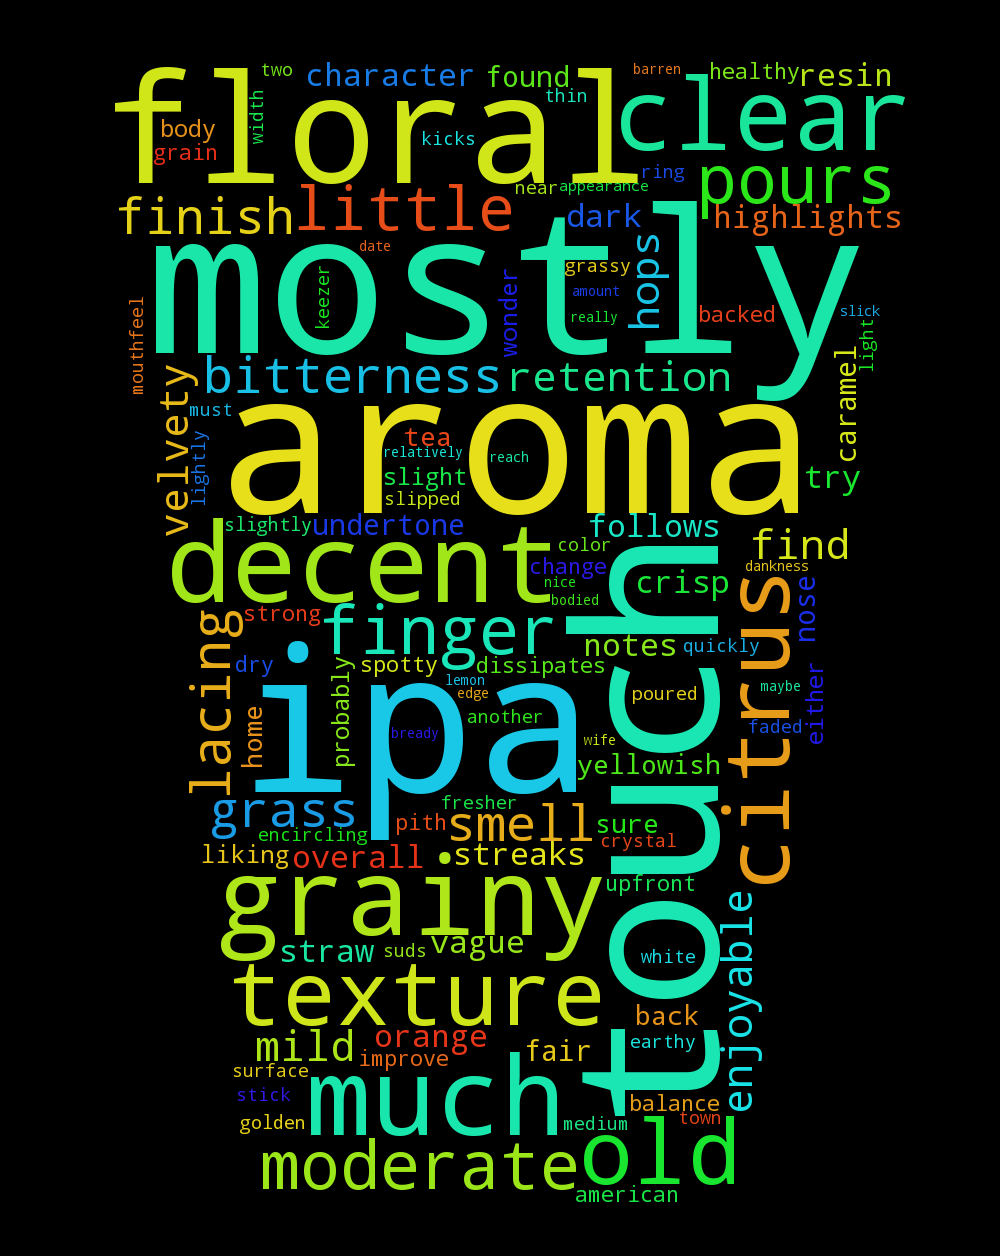 two
character
found
barren
healthy
resin
floral
clear
thin
width
body
grain
kicks
ring
near
appearance
pours
finish
little
dark
highlights
mostly
date
keezer
wonder
grassy
amount
really
hops
backed
slick
light
mouthfeel
bitterness
retention
caramel
velvety
must
lightly
aroma
tea
relatively
reach
slight
slipped
try
slightly
undertone
follows
find
decent
color
change
nice
bodied
crisp
dankness
touch
citrus
nose
strong
finger
notes
quickly
lacing
dry
spotty
dissipates
lemon
edge
poured
maybe
either
home
probably
ipa
another
faded
bready
wife
yellowish
grass
fresher
encircling
pith
smell
sure
crystal
liking
overall
streaks
grainy
upfront
enjoyable
straw
suds
vague
white
texture
back
mild
orange
improve
fair
earthy
surface
stick
golden
much
medium
balance
town
moderate
old
american